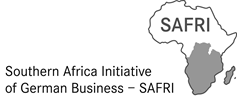 SAFRI
Southern Africa Initiative
of German Business – SAFRI